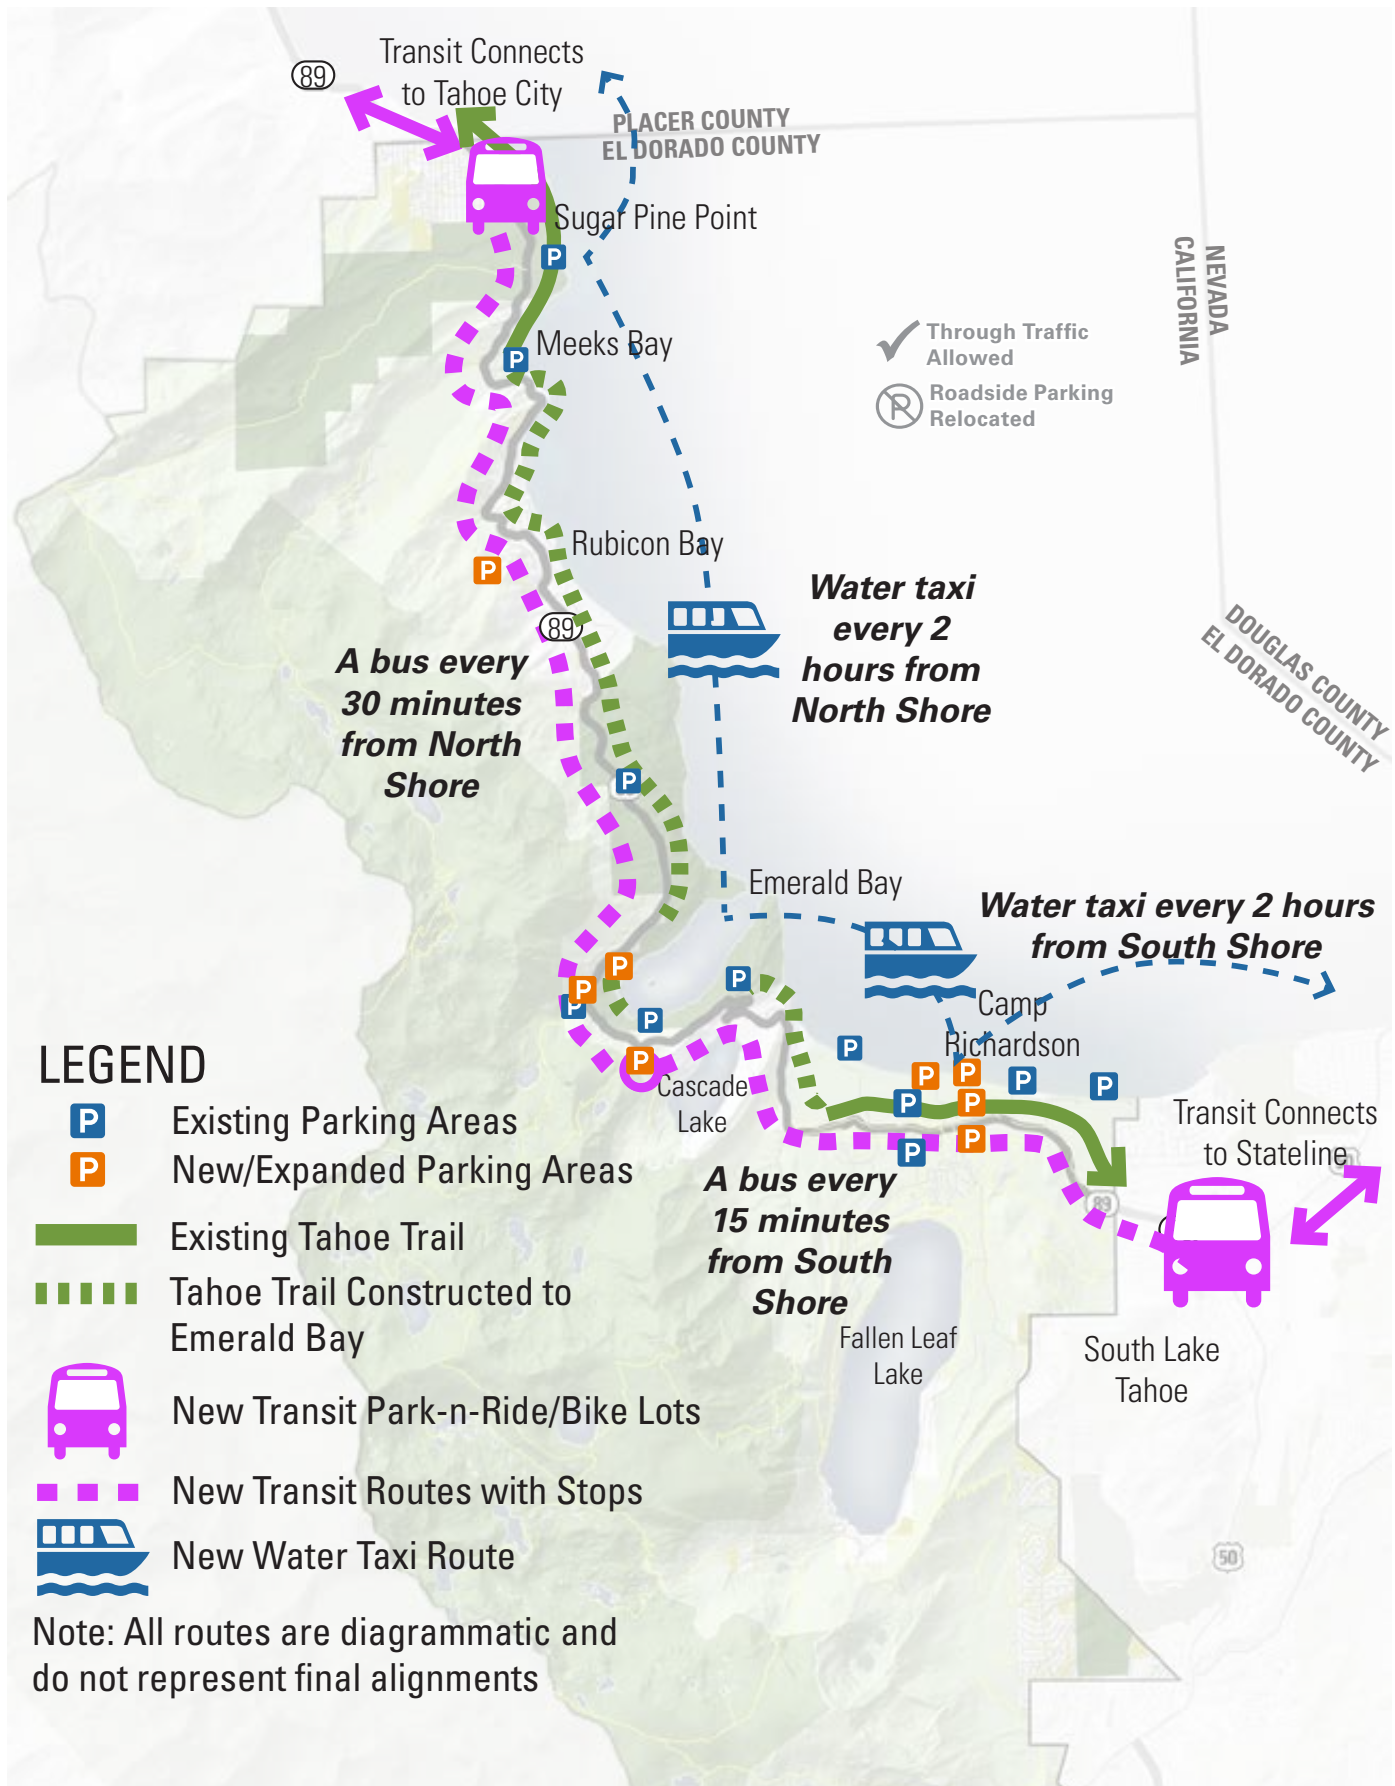 Transit Connects
to Tahoe City
89
PLACER COUNTY
EL DORADO COUNTY
Sugar Pine Point
P
NEVADA
CALIFORNIA
Through Traffic
Allowed
Meeks Bay
P
P
Roadside Parking
Relocated
Rubicon Bay
P
89
Water taxi
every 2
hours from
North Shore
DOUGLAS COUNTY
EL DORADO COUNTY
A bus every
30 minutes
from North
Shore
P
Emerald Bay
Water taxi every 2 hours
from South Shore
P
P
P
P
P
P
Camp
Richardson
P
P
P
P
P
P
P
P
P
P
Cascade
Lake
Transit Connects
to Stateline
A bus every
15 minutes
from South
Shore
89
Fallen Leaf
Lake
South Lake
Tahoe
50
LEGEND
P Existing Parking Areas
P New/Expanded Parking Areas
Existing Tahoe Trail
Tahoe Trail Constructed to
Emerald Bay
New Transit Park-n-Ride/Bike Lots
New Transit Routes with Stops
New Water Taxi Route
Note: All routes are diagrammatic and
do not represent final alignments